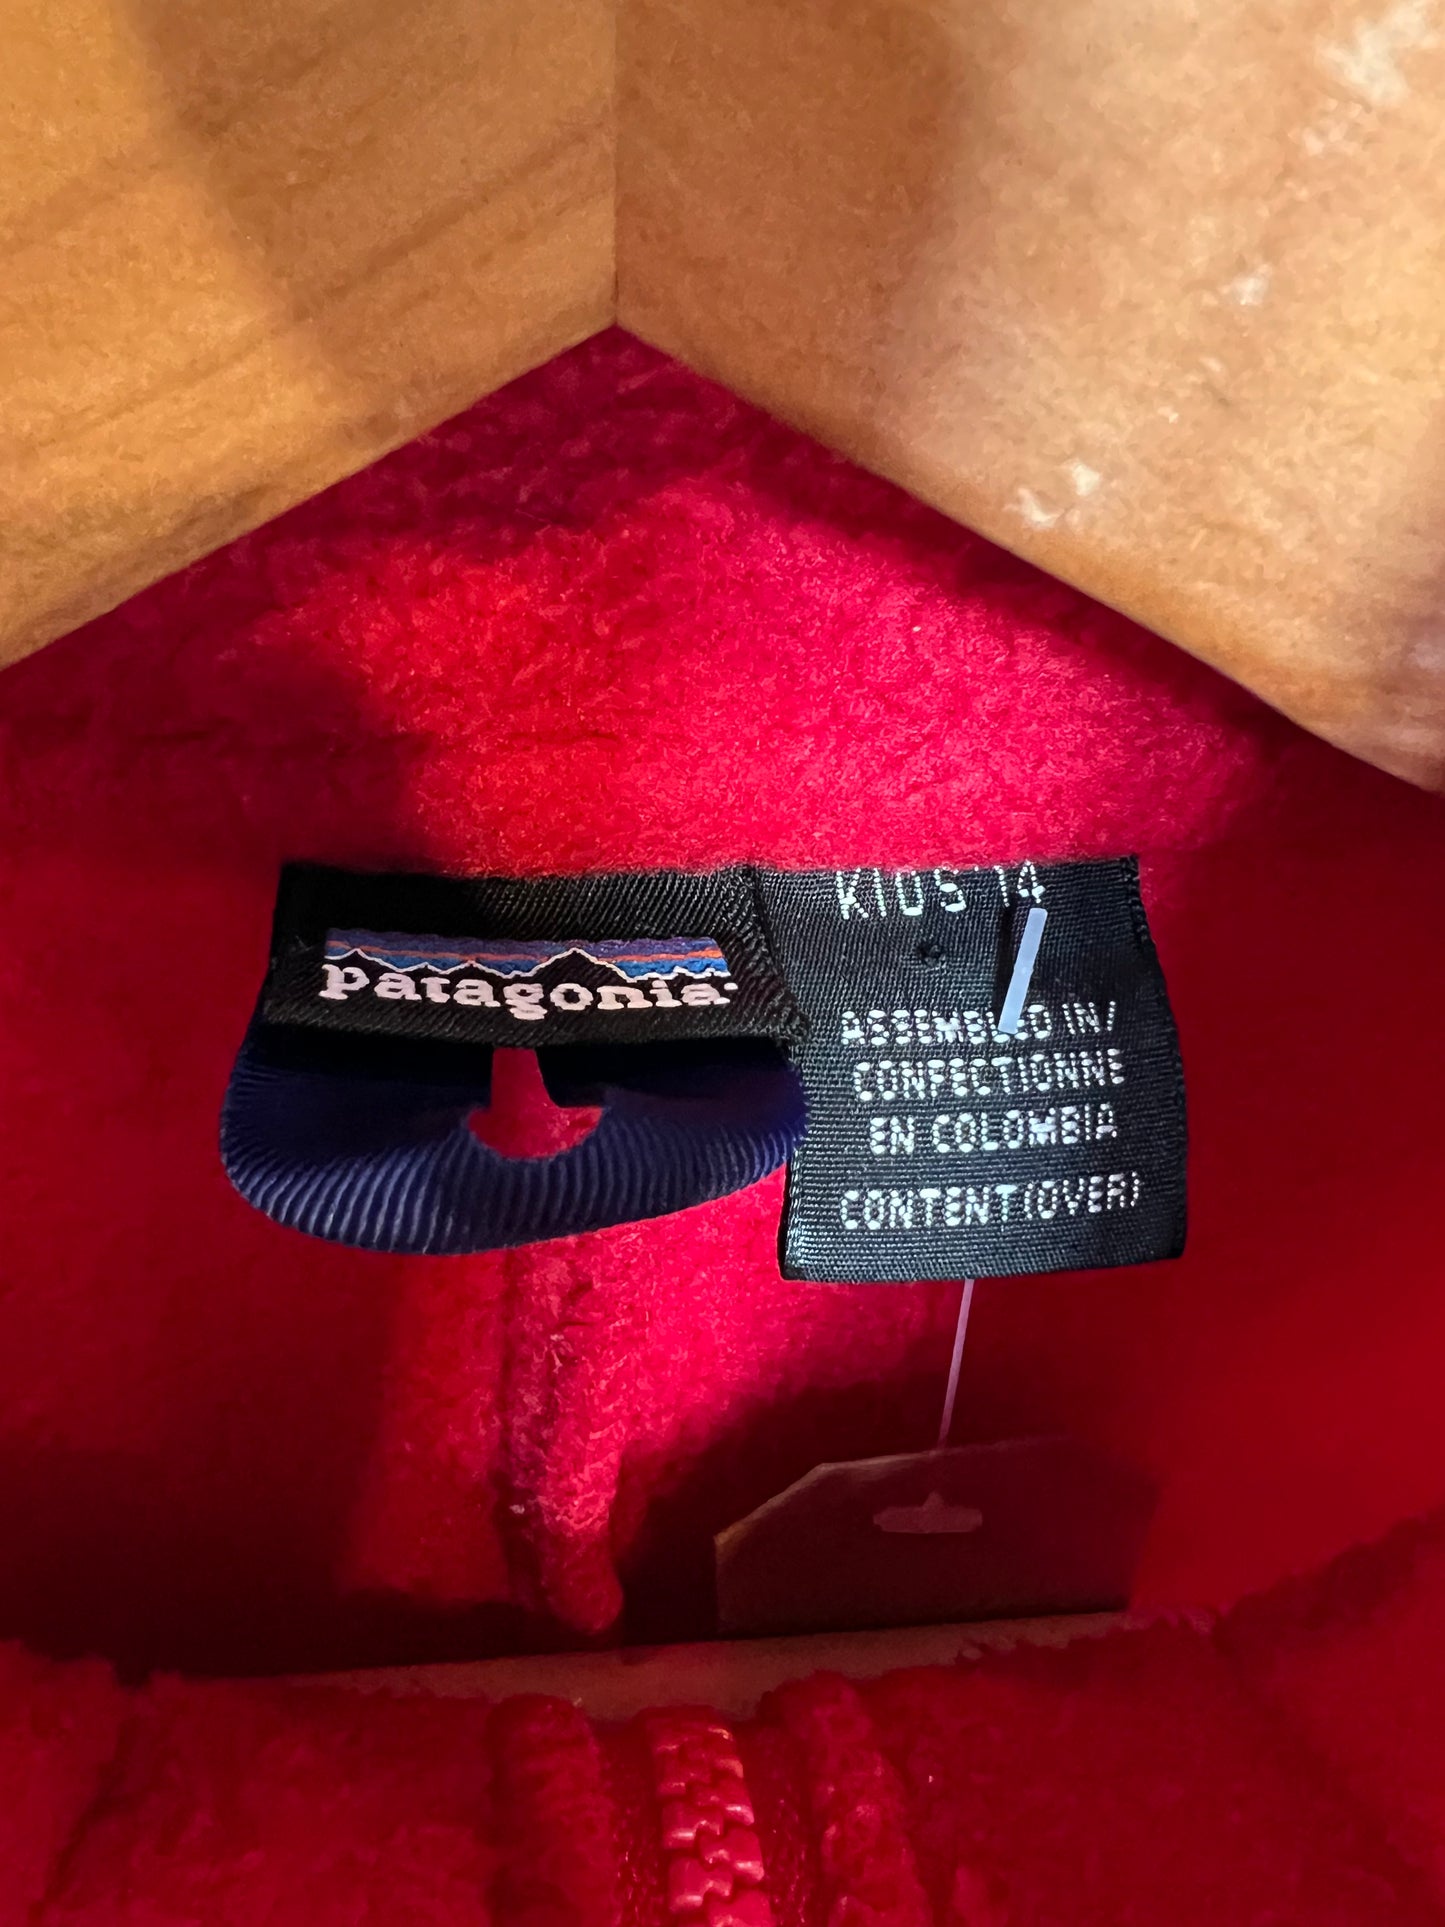 patagonia
KIDS' 14
ASSEMBLED IN/
CONFECTIONNE
EN COLOMBIA
CONTENT (OVER)